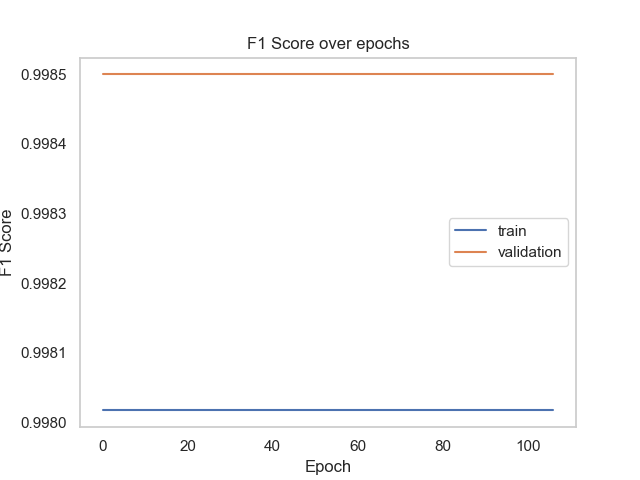 F1 Score over epochs
0.9985
0.9984
0.9983
0.9982
0.9981
0.9980
F1 Score
train
validation
0 20 40 60 80 100
Epoch